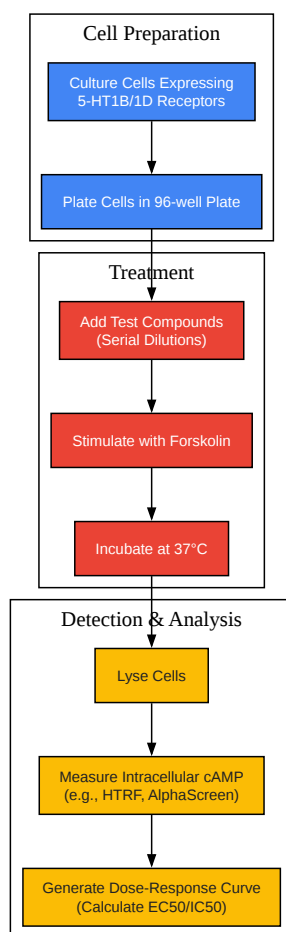 Cell Preparation
Culture Cells Expressing
5-HT1B/1D Receptors
Plate Cells in 96-well Plate
Treatment
Add Test Compounds
(Serial Dilutions)
Stimulate with Forskolin
Incubate at 37°C
Detection & Analysis
Lyse Cells
Measure Intracellular cAMP
(e.g., HTRF, AlphaScreen)
Generate Dose-Response Curve
(Calculate EC50/IC50)